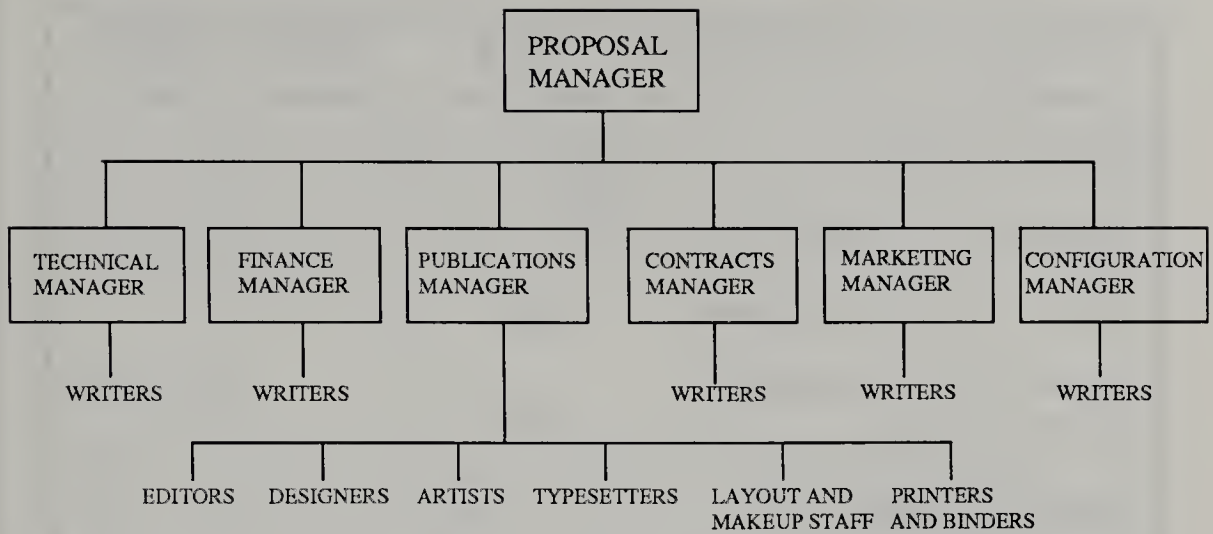 PROPOSAL
MANAGER
TECHNICAL
MANAGER
FINANCE
MANAGER
PUBLICATIONS
MANAGER
CONTRACTS
MANAGER
MARKETING
MANAGER
CONFIGURATION
MANAGER
WRITERS
WRITERS
WRITERS
WRITERS
WRITERS
EDITORS
DESIGNERS
ARTISTS
TYPESETTERS
LAYOUT AND
MAKEUP STAFF
PRINTERS
AND BINDERS